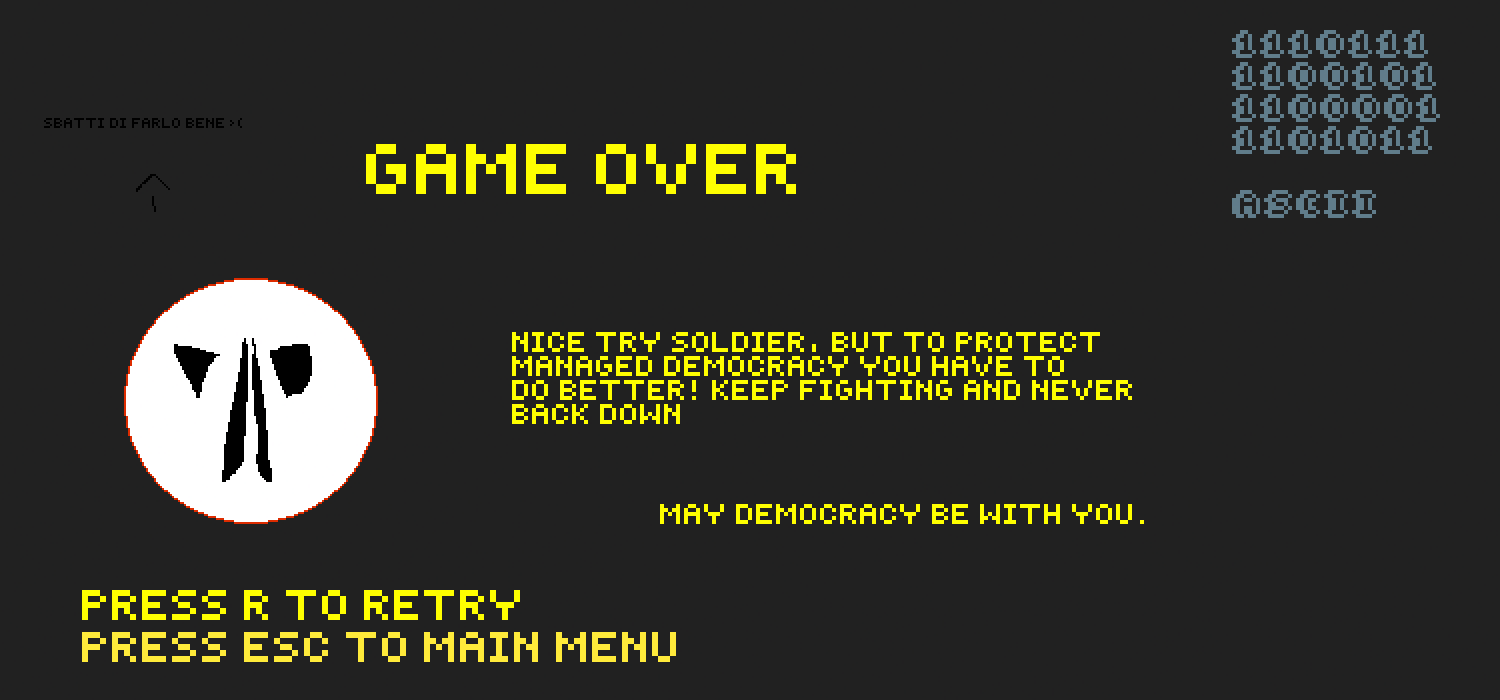 1110111
1100101
1100001
1101011
ASCII
SBATTI DI FARLO BENE >(
GAME OVER
NICE TRY SOLDIER, BUT TO PROTECT
MANAGED DEMOCRACY YOU HAVE TO
DO BETTER! KEEP FIGHTING AND NEVER
BACK DOWN
MAY DEMOCRACY BE WITH YOU.
PRESS R TO RETRY
PRESS ESC TO MAIN MENU